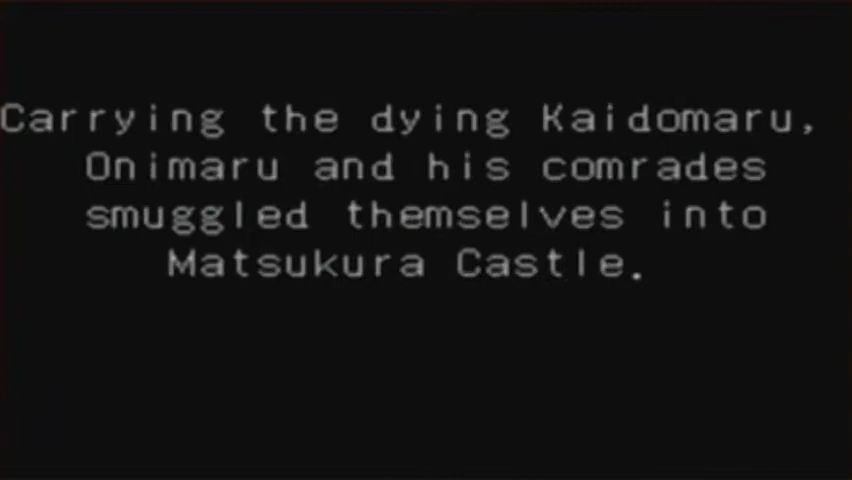 Carrying the dying Kaidomaru,
Onimaru and his comrades
smuggled themselves into
Matsukura Castle.